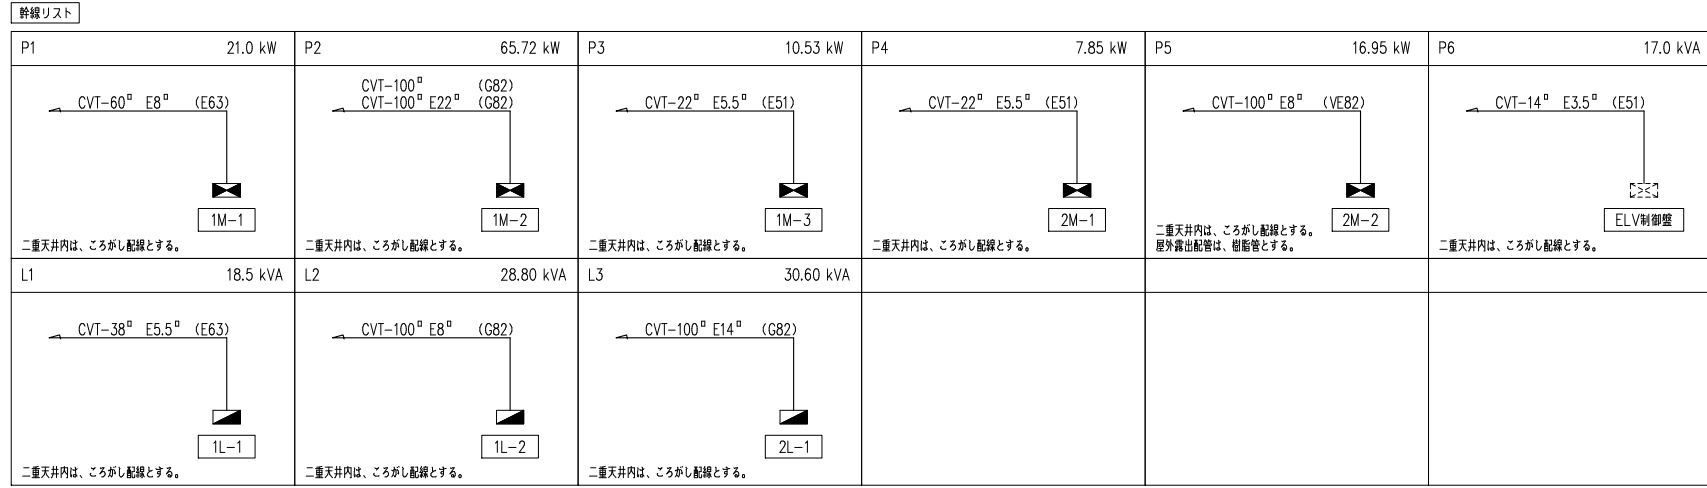 幹線リスト
P1 21.0 kW
CVT-60□ E8□ (E63)
1M-1
二重天井内は、ころがし配線とする。
P2 65.72 kW
CVT-100□ (G82)
CVT-100□ E22□ (G82)
1M-2
二重天井内は、ころがし配線とする。
P3 10.53 kW
CVT-22□ E5.5□ (E51)
1M-3
二重天井内は、ころがし配線とする。
P4 7.85 kW
CVT-22□ E5.5□ (E51)
2M-1
二重天井内は、ころがし配線とする。
P5 16.95 kW
CVT-100□ E8□ (VE82)
2M-2
二重天井内は、ころがし配線とする。
屋外露出配管は、樹脂管とする。
P6 17.0 kVA
CVT-14□ E3.5□ (E51)
ELV制御盤
二重天井内は、ころがし配線とする。
L1 18.5 kVA
CVT-38□ E5.5□ (E63)
1L-1
二重天井内は、ころがし配線とする。
L2 28.80 kVA
CVT-100□ E8□ (G82)
1L-2
二重天井内は、ころがし配線とする。
L3 30.60 kVA
CVT-100□ E14□ (G82)
2L-1
二重天井内は、ころがし配線とする。